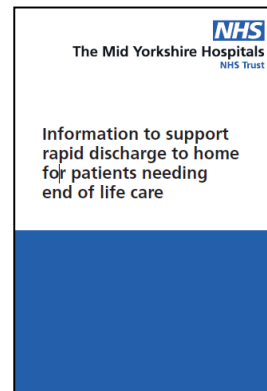 NHS
The Mid Yorkshire Hospitals
NHS Trust
Information to support
rapid discharge to home
for patients needing
end of life care